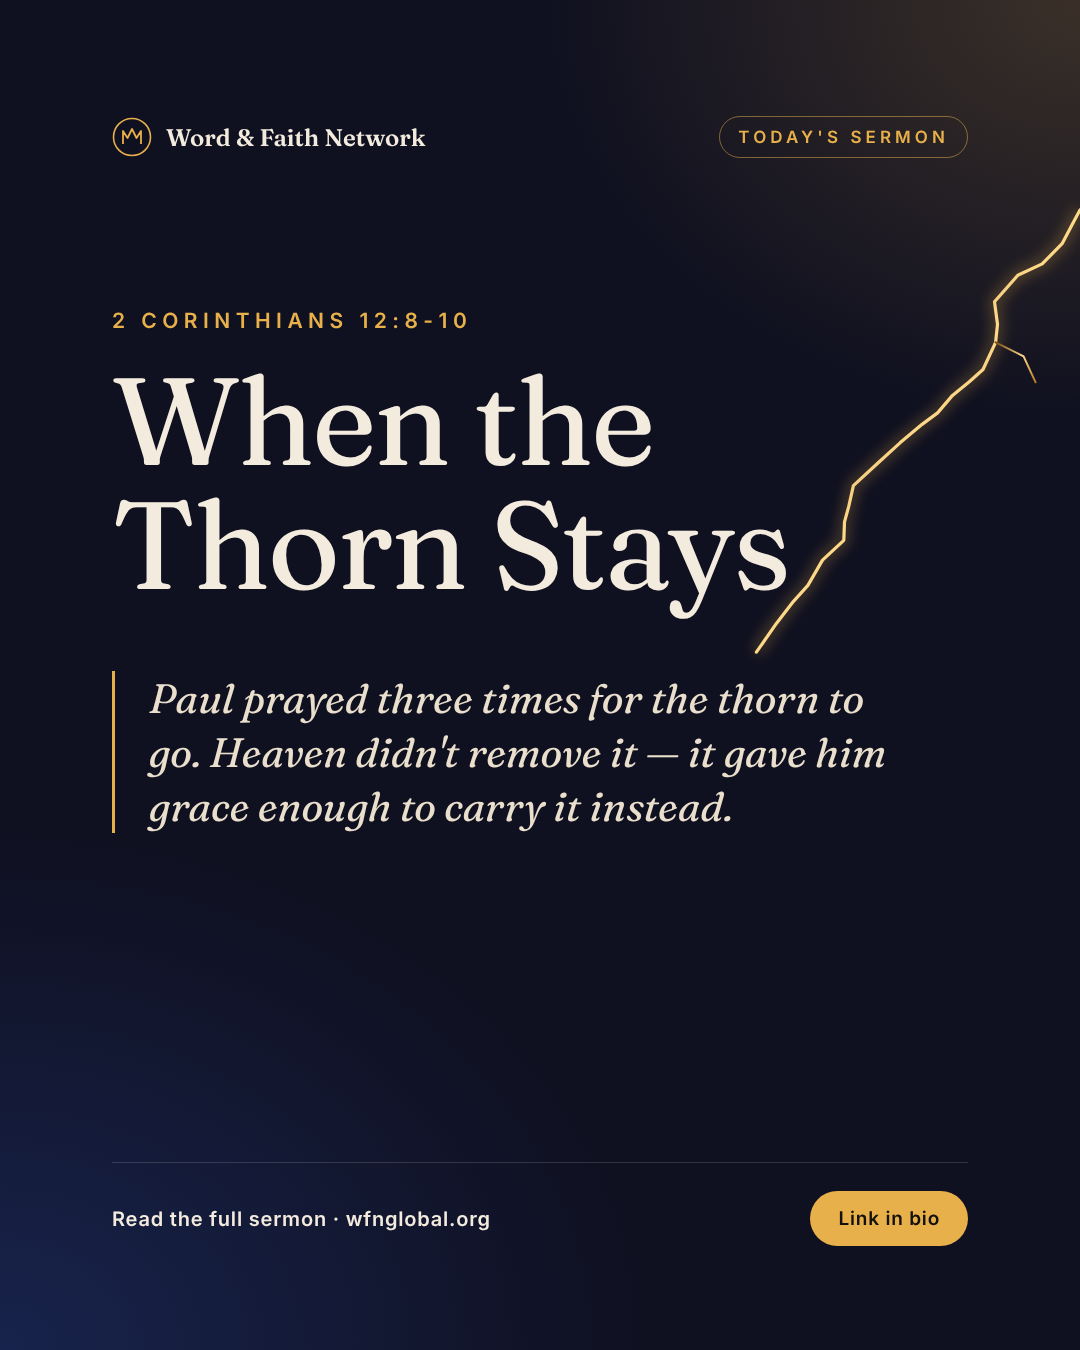 Word & Faith Network
TODAY'S SERMON
2 CORINTHIANS 12:8-10
When the
Thorn Stays
Paul prayed three times for the thorn to
go. Heaven didn't remove it — it gave him
grace enough to carry it instead.
Read the full sermon · wfnglobal.org
Link in bio